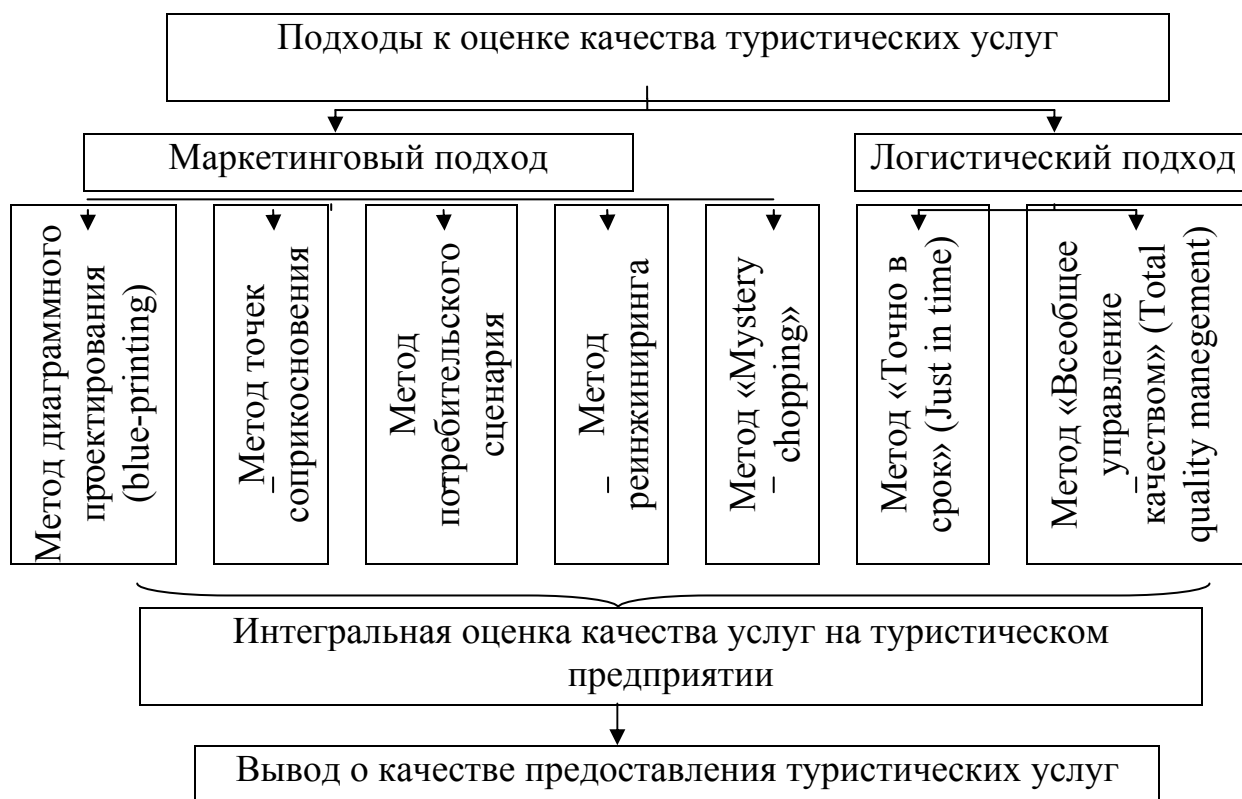 Подходы к оценке качества туристических услуг
Маркетинговый подход
Логистический подход
Метод диаграммного
проектирования
(blue-printing)
Метод точек
соприкосновения
Метод
потребительского
сценария
Метод
реинжиниринга
Метод «Mystery
chopping»
Метод «Точно в
срок» (Just in time)
Метод «Всеобщее
управление
качеством» (Total
quality manegement)
Интегральная оценка качества услуг на туристическом
предприятии
Вывод о качестве предоставления туристических услуг